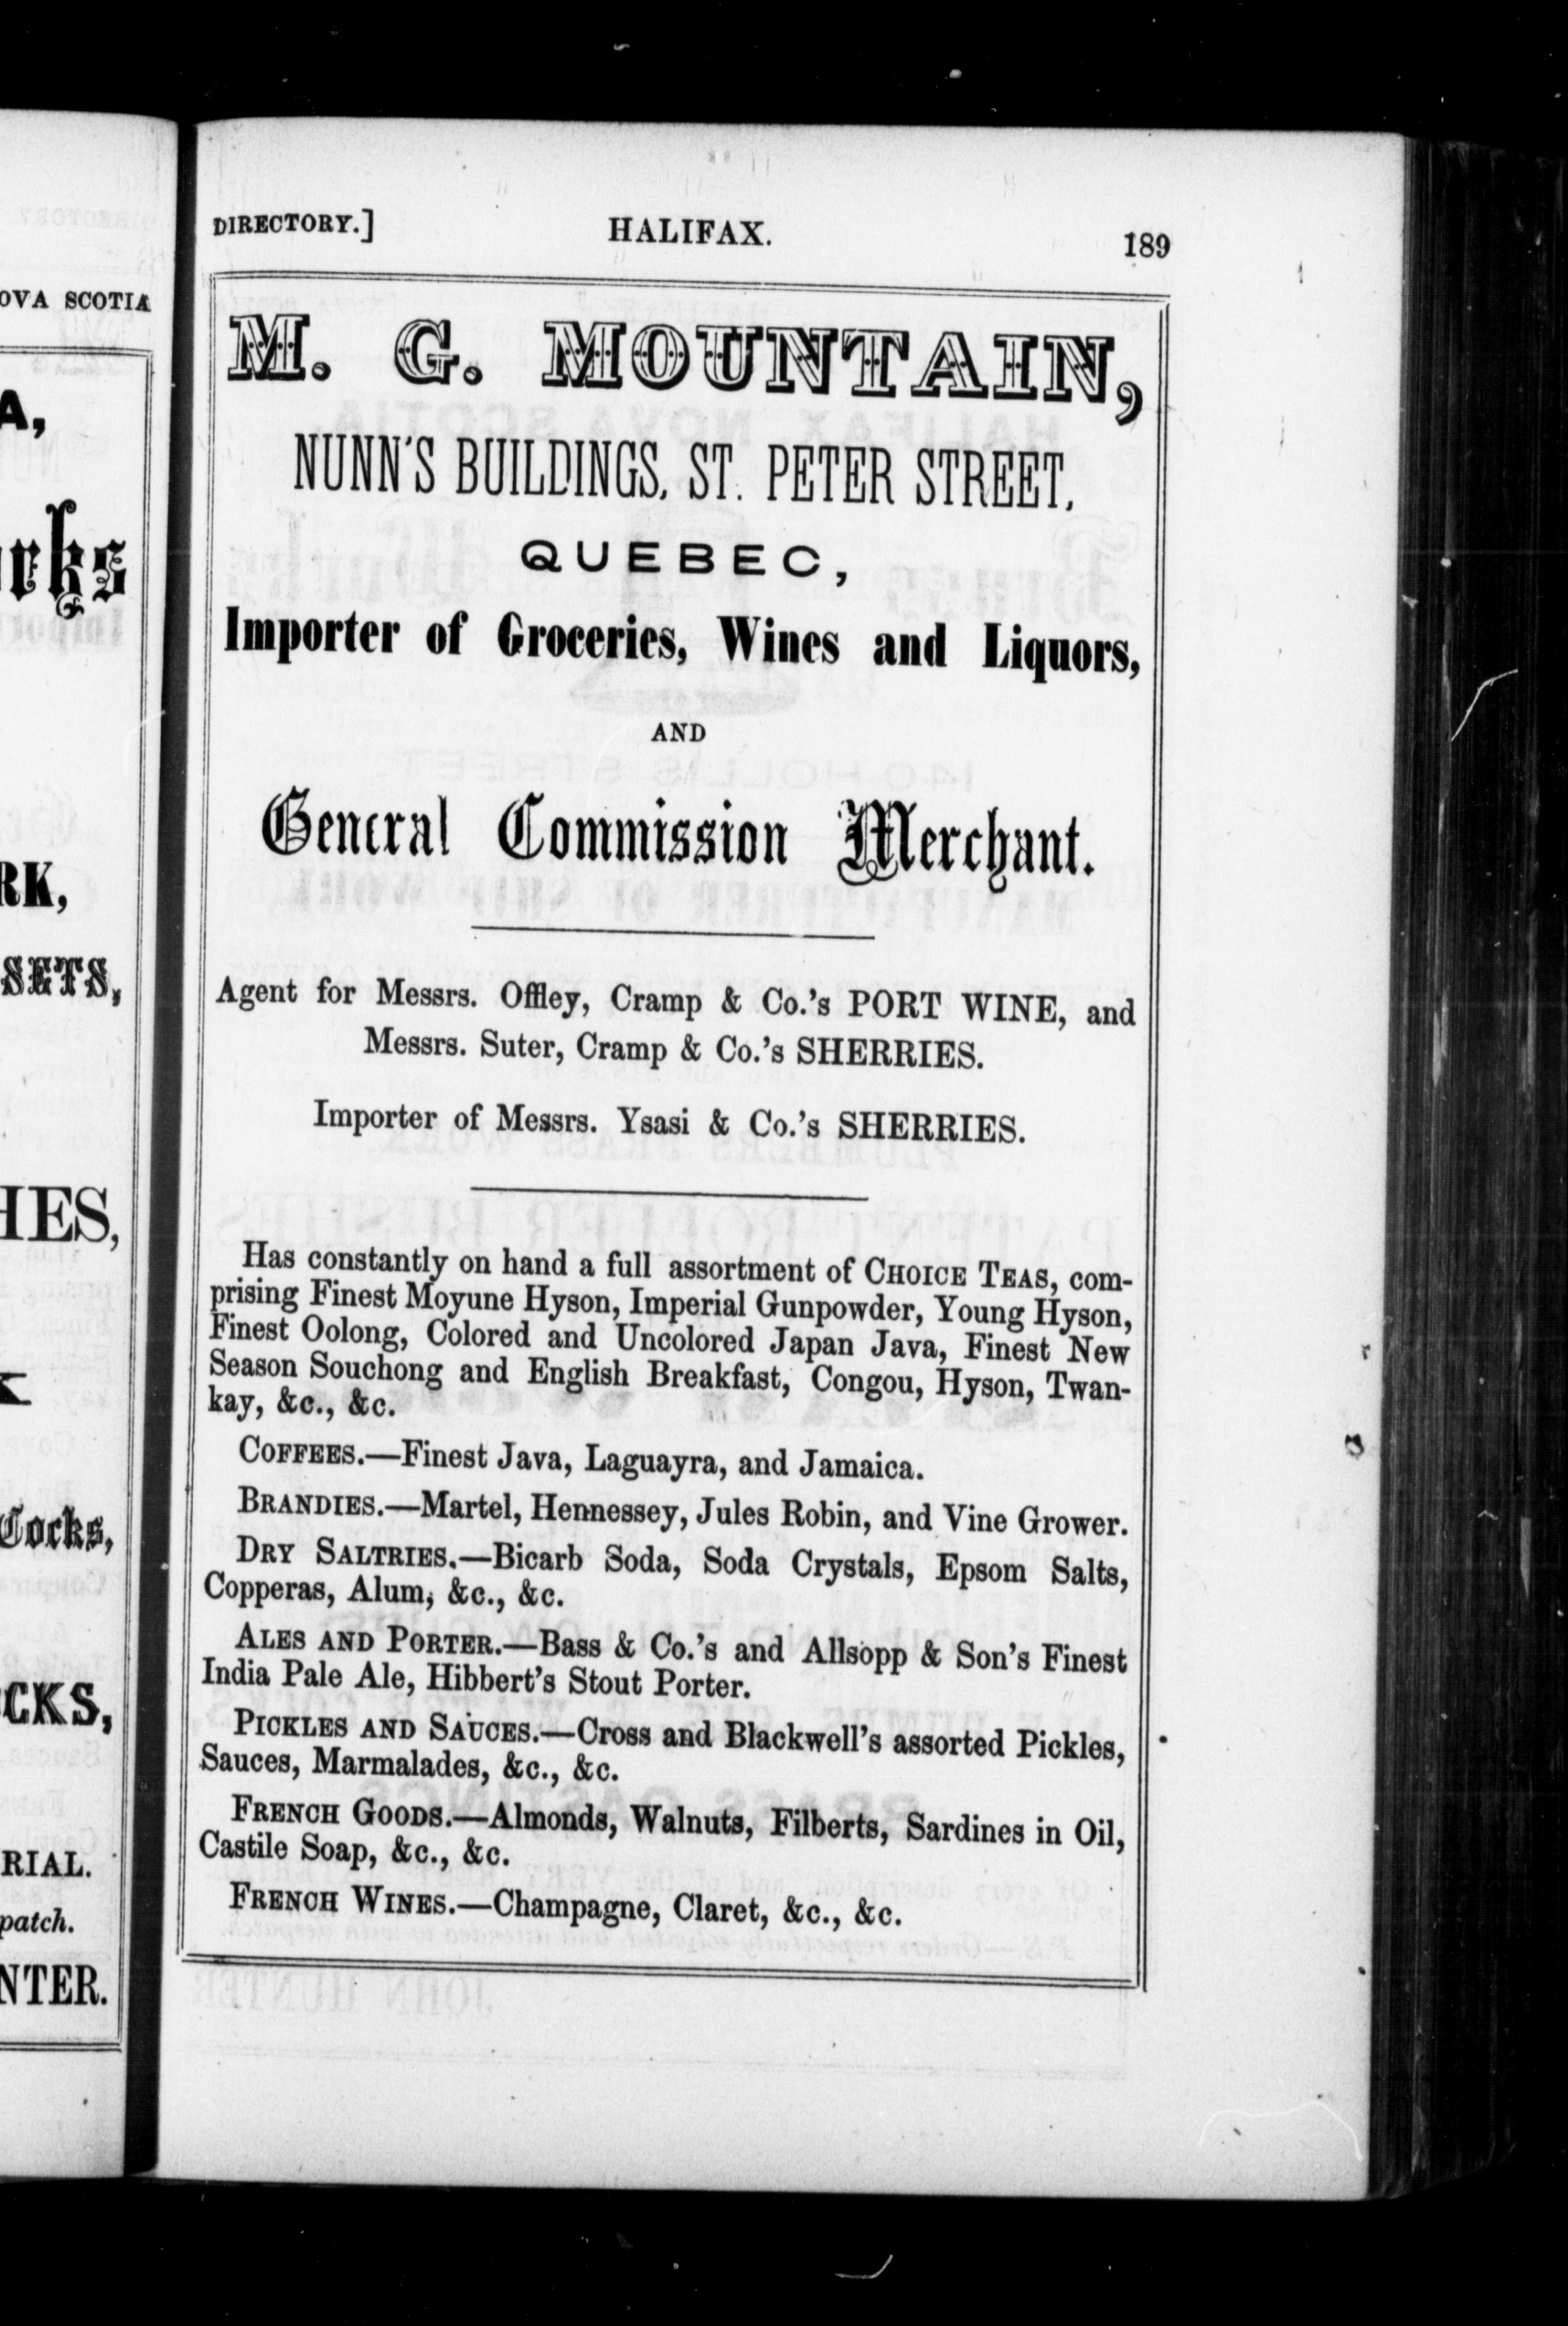 DIRECTORY.] HALIFAX. 189
M. G. MOUNTAIN,
NUNN'S BUILDINGS, ST. PETER STREET,
QUEBEC,
Importer of Groceries, Wines and Liquors,
AND
General Commission Merchant.
Agent for Messrs. Offley, Cramp & Co.'s PORT WINE, and
Messrs. Suter, Cramp & Co.'s SHERRIES.
Importer of Messrs. Ysasi & Co.'s SHERRIES.
Has constantly on hand a full assortment of CHOICE TEAS, com-
prising Finest Moyune Hyson, Imperial Gunpowder, Young Hyson,
Finest Oolong, Colored and Uncolored Japan Java, Finest New
Season Souchong and English Breakfast, Congou, Hyson, Twan-
kay, &c., &c.
COFFEES.—Finest Java, Laguayra, and Jamaica.
BRANDIES.—Martel, Hennessey, Jules Robin, and Vine Grower.
DRY SALTRIES.—Bicarb Soda, Soda Crystals, Epsom Salts,
Copperas, Alum, &c., &c.
ALES AND PORTER.—Bass & Co.'s and Allsopp & Son's Finest
India Pale Ale, Hibbert's Stout Porter.
PICKLES AND SAUCES.—Cross and Blackwell's assorted Pickles,
Sauces, Marmalades, &c., &c.
FRENCH GOODS.—Almonds, Walnuts, Filberts, Sardines in Oil,
Castile Soap, &c., &c.
FRENCH WINES.—Champagne, Claret, &c., &c.